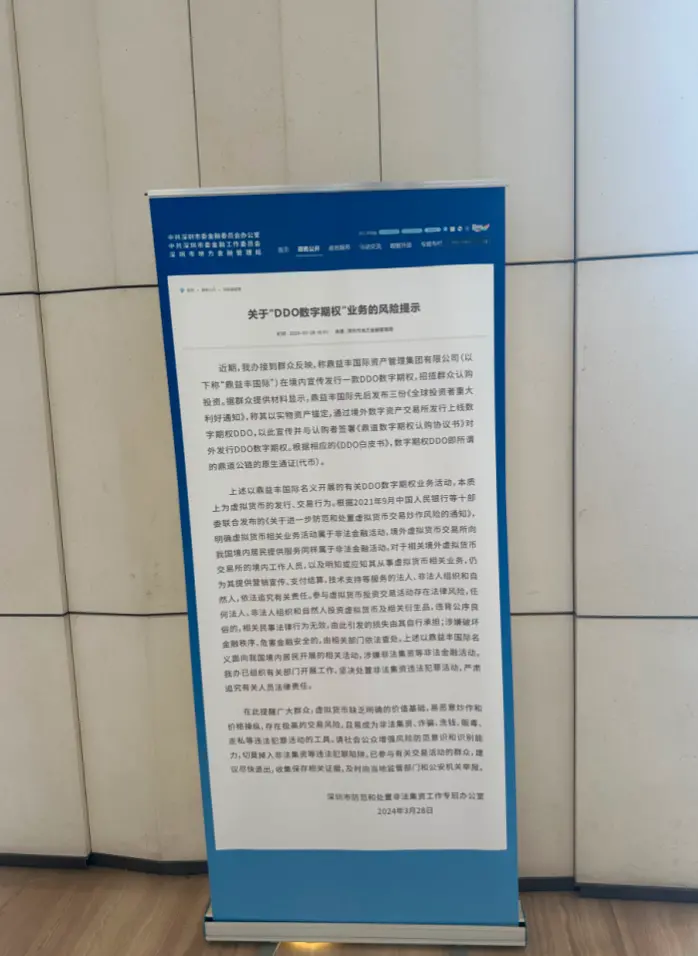 中共深圳市委金融委员会办公室
中共深圳市委金融工作委员会
深圳市地方金融管理局
首页 政务公开 政务服务 互动交流 数据开放 专题专栏
关于“DDO数字期权”业务的风险提示
近期，我办接到群众反映，称鼎益丰国际资产管理集团有限公司（以
下称“鼎益丰国际”）在境内宣传发行一款DDO数字期权，招揽群众认购
投资。据群众提供材料显示，鼎益丰国际先后发布三份《全球投资者重大
利好通知》，称其以实物资产锚定，通过境外数字资产交易所发行上线数
字期权DDO，以此宣传并与认购者签署《鼎道数字期权认购协议书》对
外发行DDO数字期权。根据相应的《DDO白皮书》，数字期权DDO即所谓
的鼎道公链的原生通证（代币）。
上述以鼎益丰国际名义开展的有关DDO数字期权业务活动，本质
上为虚拟货币的发行、交易行为。根据2021年9月中国人民银行等十部
委联合发布的《关于进一步防范和处置虚拟货币交易炒作风险的通知》，
明确虚拟货币相关业务活动属于非法金融活动，境外虚拟货币交易所向
我国境内居民提供服务同样属于非法金融活动。对于相关境外虚拟货币
交易所的境内工作人员，以及明知或应知其从事虚拟货币相关业务，仍
为其提供营销宣传、支付结算、技术支持等服务的法人、非法人组织和自
然人，依法追究有关责任。参与虚拟货币投资交易活动存在法律风险，任
何法人、非法人组织和自然人投资虚拟货币及相关衍生品，违背公序良
俗的，相关民事法律行为无效，由此引发的损失由其自行承担；涉嫌破坏
金融秩序、危害金融安全的，由相关部门依法查处。上述以鼎益丰国际名
义面向我国境内居民开展的相关活动，涉嫌非法集资等非法金融活动。
我办已组织有关部门开展工作，坚决处置非法集资违法犯罪活动，严肃
追究有关人员法律责任。
在此提醒广大群众：虚拟货币缺乏明确的价值基础，易恶意炒作和
价格操纵，存在极高的交易风险，且易成为非法集资、诈骗、洗钱、贩毒、
走私等违法犯罪活动的工具。请社会公众增强风险防范意识和识别能
力，切莫掉入非法集资等违法犯罪陷阱。已参与有关交易活动的群众，建
议尽快退出，收集保存相关证据，及时向当地监管部门和公安机关举报。
深圳市防范和处置非法集资工作专班办公室
2024年3月28日